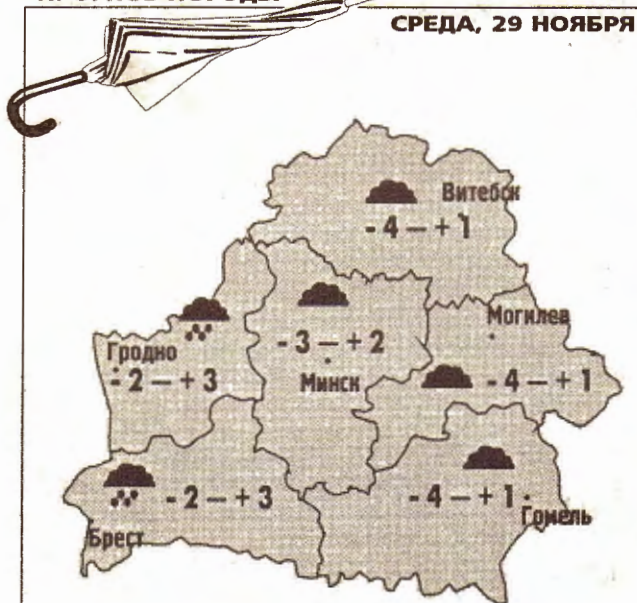 СРЕДА, 29 НОЯБРЯ
Витебск
- 4 — + 1
Гродно
- 2 — + 3
- 3 — + 2
Минск
Могилев
- 4 — + 1
- 2 — + 3
Брест
- 4 — + 1
Гомель